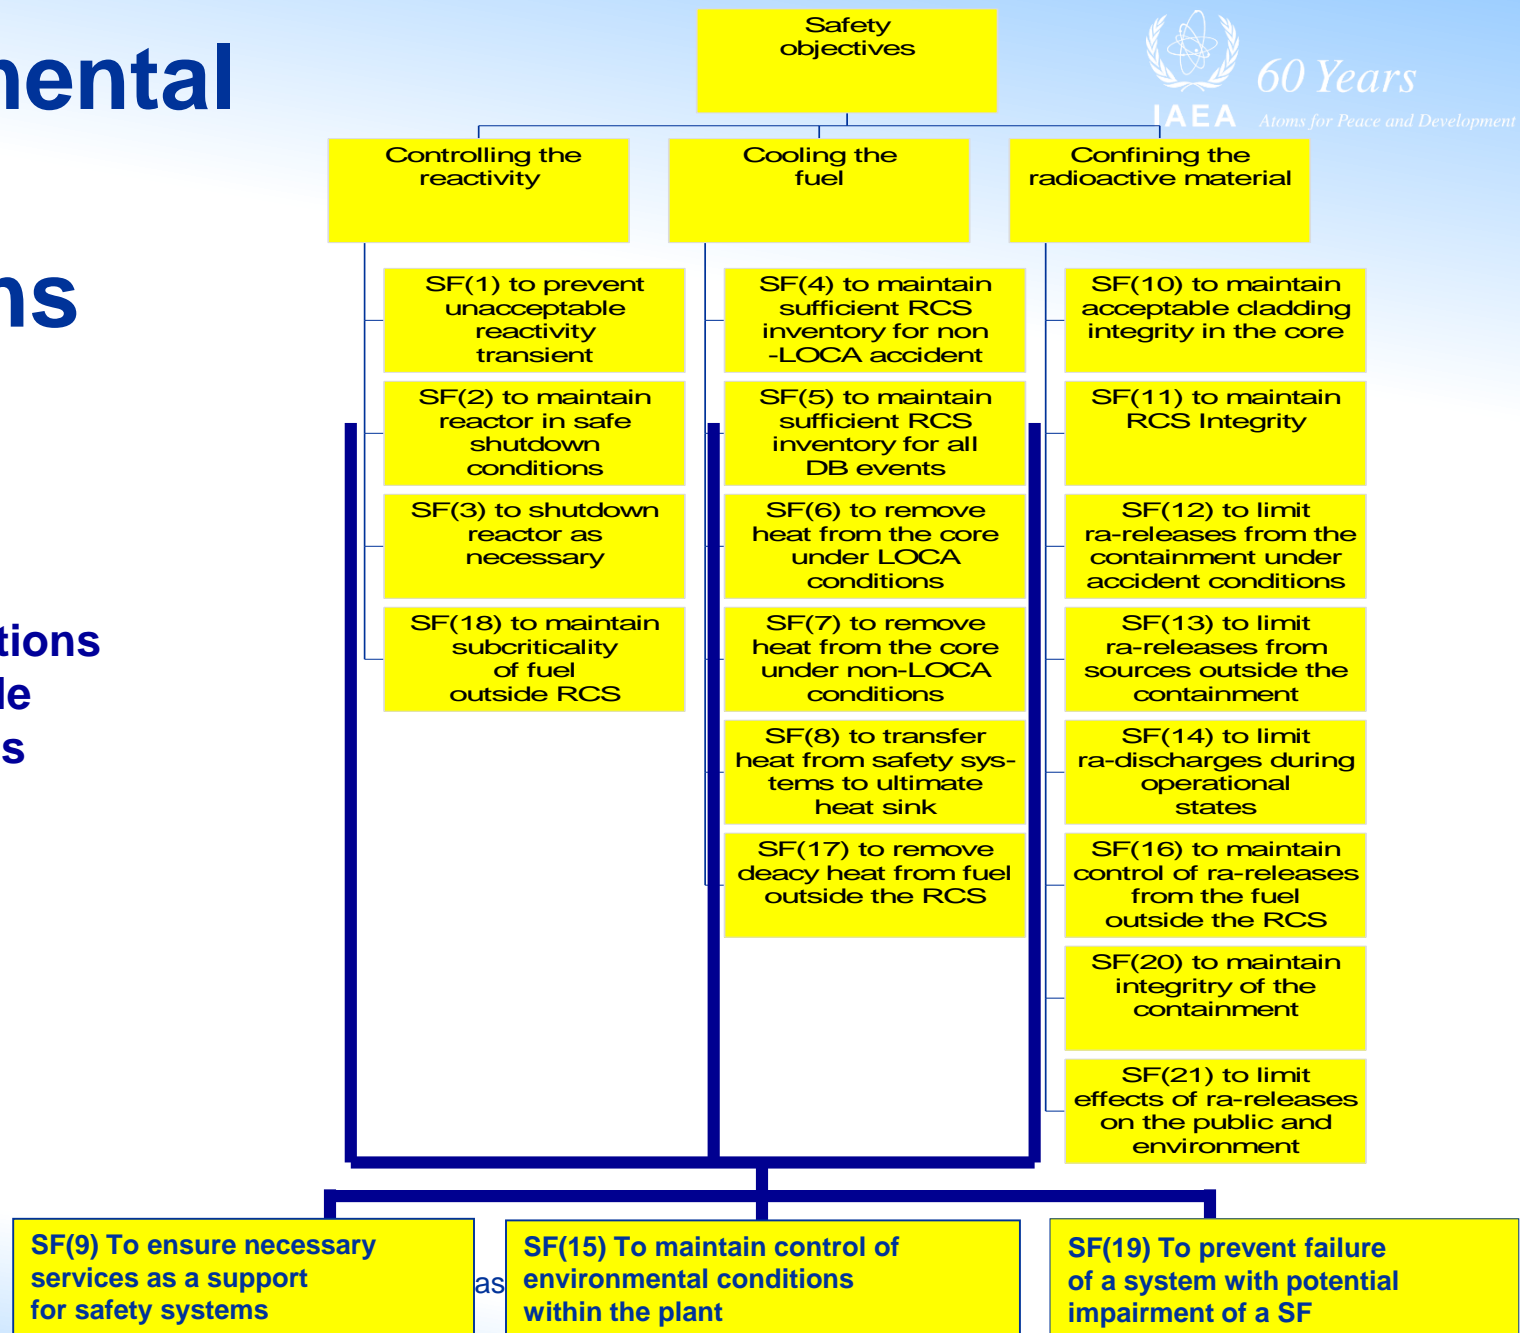 mental
ns
tions
le
s
Safety
objectives
IAEA
60 Years
Atoms for Peace and Development
Controlling the
reactivity
Cooling the
fuel
Confining the
radioactive material
SF(1) to prevent
unacceptable
reactivity
transient
SF(2) to maintain
reactor in safe
shutdown
conditions
SF(3) to shutdown
reactor as
necessary
SF(18) to maintain
subcriticality
of fuel
outside RCS
SF(4) to maintain
sufficient RCS
inventory for non
-LOCA accident
SF(5) to maintain
sufficient RCS
inventory for all
DB events
SF(6) to remove
heat from the core
under LOCA
conditions
SF(7) to remove
heat from the core
under non-LOCA
conditions
SF(8) to transfer
heat from safety sys-
tems to ultimate
heat sink
SF(17) to remove
deacy heat from fuel
outside the RCS
SF(10) to maintain
acceptable cladding
integrity in the core
SF(11) to maintain
RCS Integrity
SF(12) to limit
ra-releases from the
containment under
accident conditions
SF(13) to limit
ra-releases from
sources outside the
containment
SF(14) to limit
ra-discharges during
operational
states
SF(16) to maintain
control of ra-releases
from the fuel
outside the RCS
SF(20) to maintain
integritry of the
containment
SF(21) to limit
effects of ra-releases
on the public and
environment
SF(9) To ensure necessary
services as a support
for safety systems
as
SF(15) To maintain control of
environmental conditions
within the plant
SF(19) To prevent failure
of a system with potential
impairment of a SF